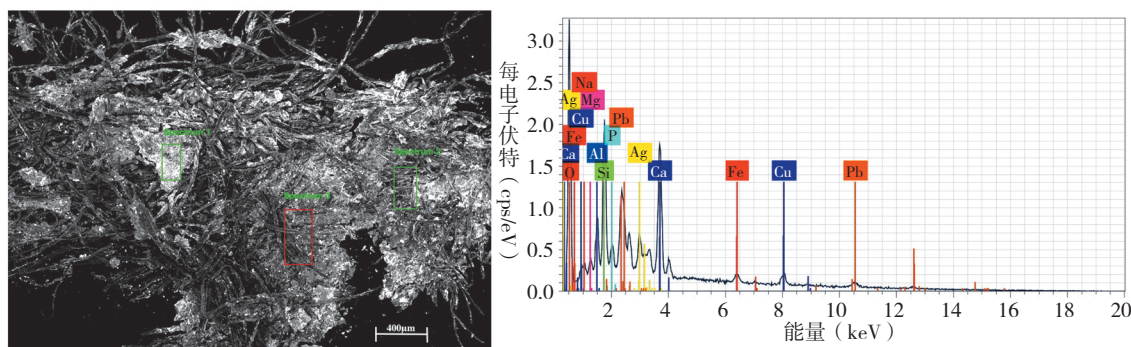 400μm
每电子伏特(cps/eV)
3.0
2.5
2.0
1.5
1.0
0.5
0.0
Na
Ag Mg
Cu Pb
Fe P
Ca Al Ag
O Si Ca Fe Cu Pb
2 4 6 8 10 12 14 16 18 20
能量(keV)